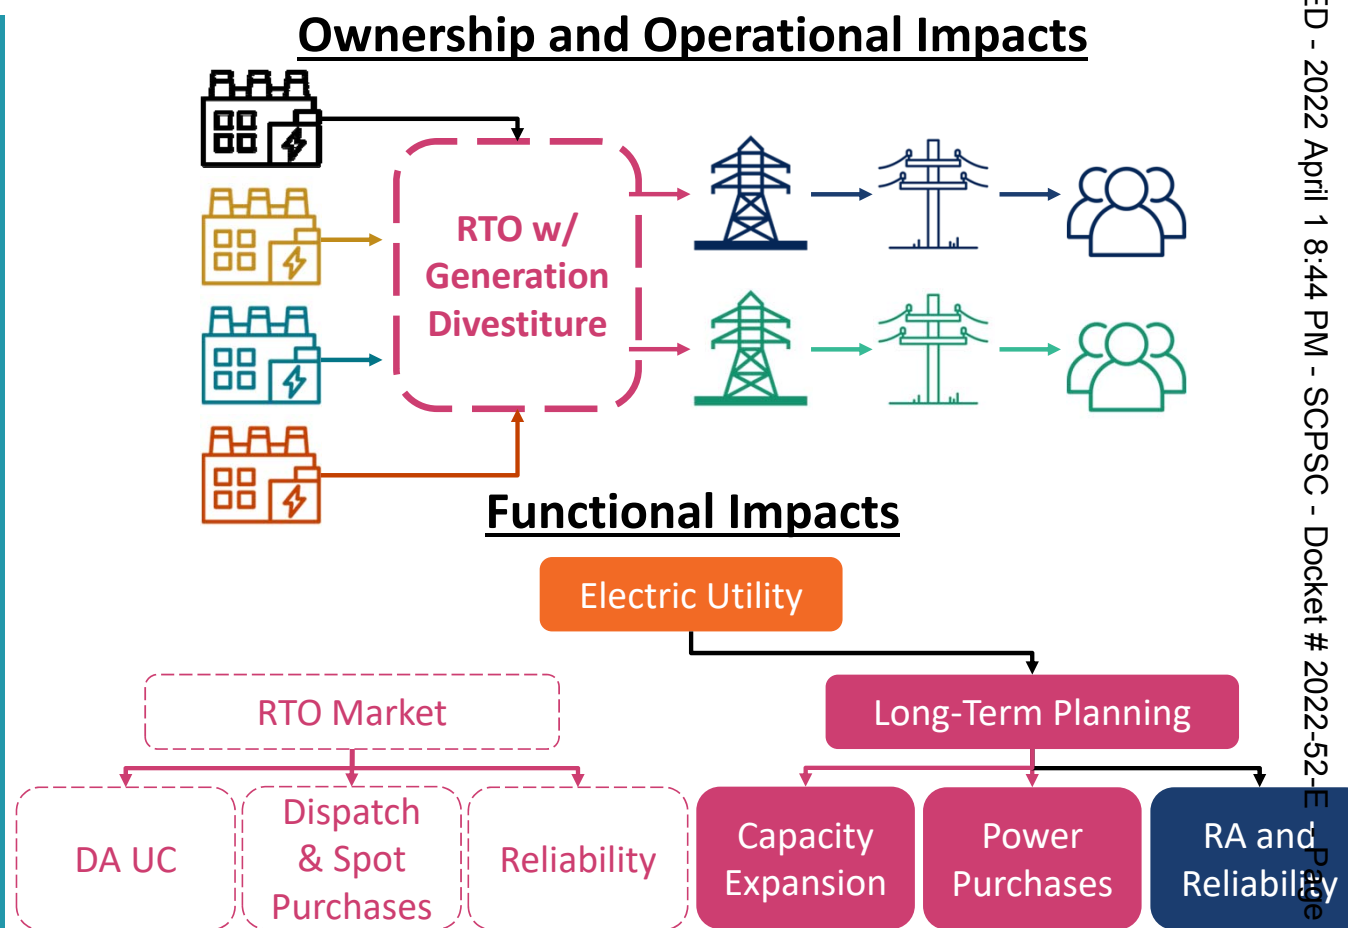 Ownership and Operational Impacts
RTO w/
Generation
Divestiture
Functional Impacts
Electric Utility
RTO Market
Long-Term Planning
DA UC
Dispatch
& Spot
Purchases
Reliability
Capacity
Expansion
Power
Purchases
RA and
Reliability
ED - 2022 April 1 8:44 PM - SCPSC - Docket # 2022-52-E - Page